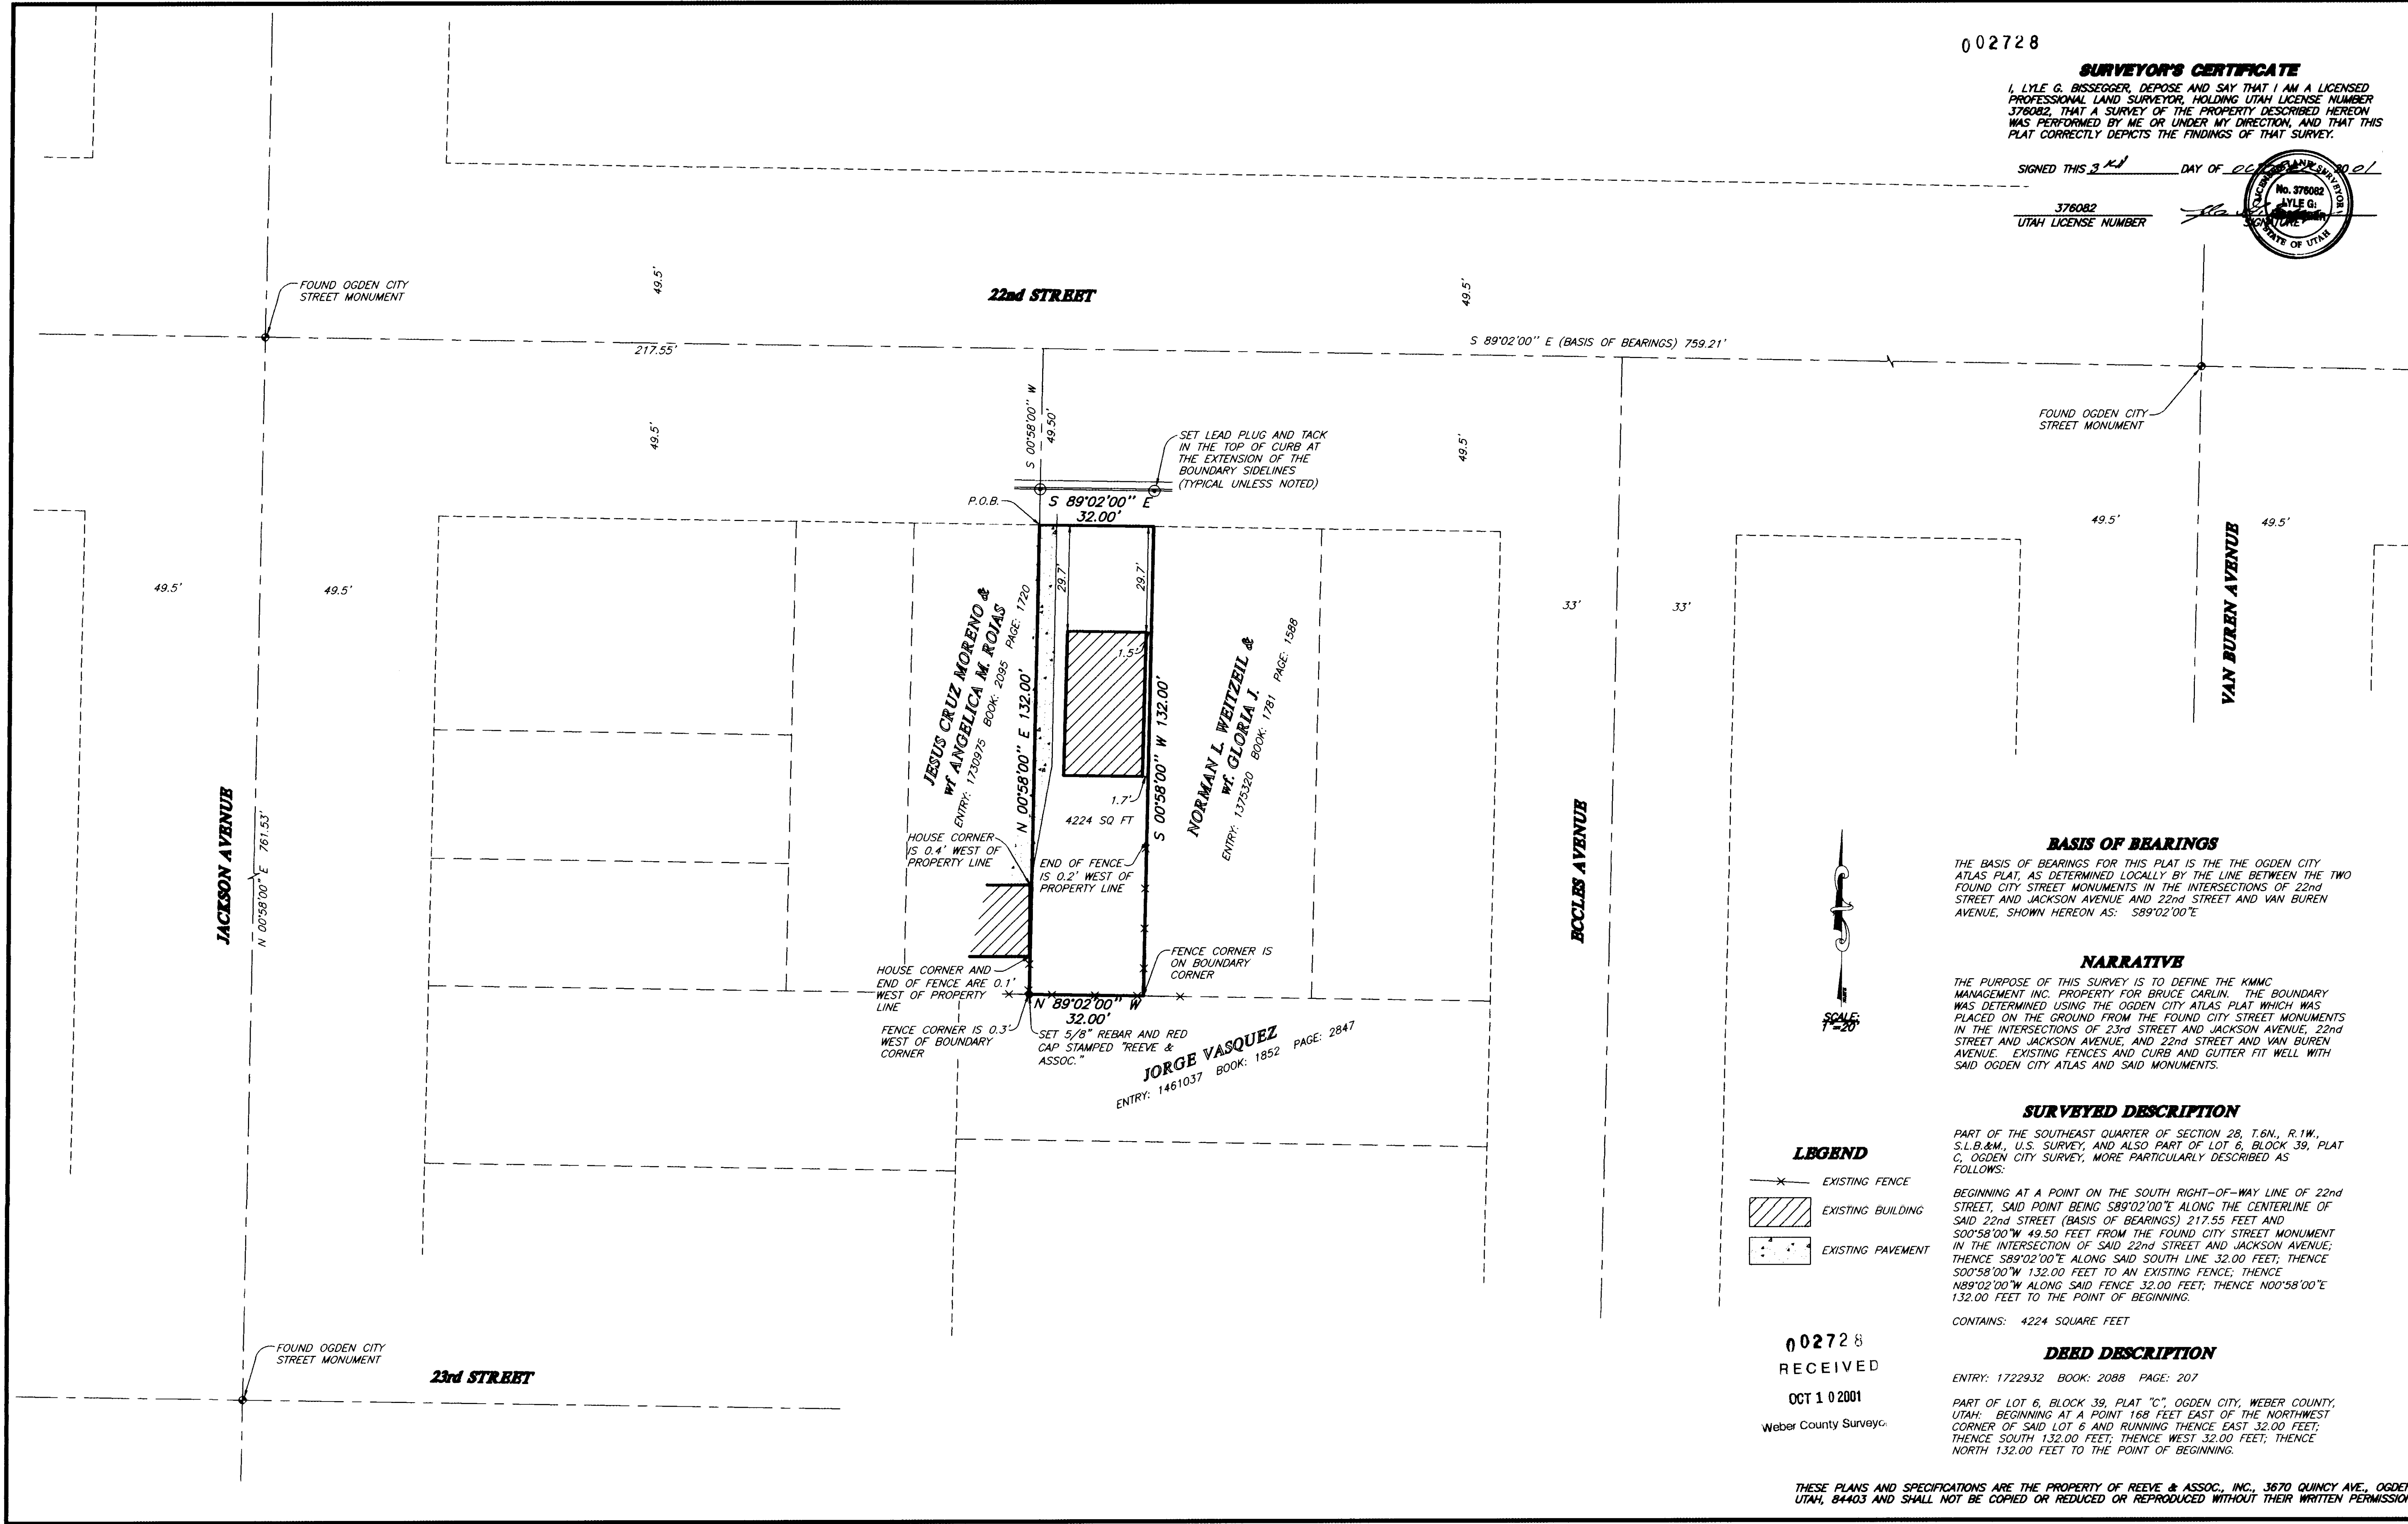 002728
SURVEYOR'S CERTIFICATE
I, LYLE G. BISSEGGER, DEPOSE AND SAY THAT I AM A LICENSED
PROFESSIONAL LAND SURVEYOR, HOLDING UTAH LICENSE NUMBER
376082, THAT A SURVEY OF THE PROPERTY DESCRIBED HEREON
WAS PERFORMED BY ME OR UNDER MY DIRECTION, AND THAT THIS
PLAT CORRECTLY DEPICTS THE FINDINGS OF THAT SURVEY.
SIGNED THIS 3 DAY OF 2001
376082
UTAH LICENSE NUMBER
SIGNATURE
LICENSED LAND SURVEYOR
No. 376082
LYLE G.
STATE OF UTAH
FOUND OGDEN CITY
STREET MONUMENT
49.5'
22nd STREET
49.5'
217.55'
S 89°02'00" E (BASIS OF BEARINGS) 759.21'
FOUND OGDEN CITY
STREET MONUMENT
49.5'
S 00°58'00" W
49.50'
49.5'
SET LEAD PLUG AND TACK
IN THE TOP OF CURB AT
THE EXTENSION OF THE
BOUNDARY SIDELINES
(TYPICAL UNLESS NOTED)
P.O.B.
S 89°02'00" E
32.00'
49.5'
49.5'
VAN BUREN AVENUE
49.5'
49.5'
29.7'
29.7'
33'
33'
JESUS CRUZ MORENO &
wf ANGELICA M. ROJAS
ENTRY: 1730975 BOOK: 2095 PAGE: 1720
N 00°58'00" E 132.00'
1.5'
1.7'
4224 SQ FT
S 00°58'00" W 132.00'
NORMAN L. WEITZEIL &
wf. GLORIA J.
ENTRY: 1375320 BOOK: 1781 PAGE: 1588
JACKSON AVENUE
N 00°58'00" E 761.53'
ECCLES AVENUE
HOUSE CORNER
IS 0.4' WEST OF
PROPERTY LINE
END OF FENCE
IS 0.2' WEST OF
PROPERTY LINE
HOUSE CORNER AND
END OF FENCE ARE 0.1'
WEST OF PROPERTY
LINE
FENCE CORNER IS
ON BOUNDARY
CORNER
N 89°02'00" W
32.00'
FENCE CORNER IS 0.3'
WEST OF BOUNDARY
CORNER
SET 5/8" REBAR AND RED
CAP STAMPED "REEVE &
ASSOC."
JORGE VASQUEZ
ENTRY: 1461037 BOOK: 1852 PAGE: 2847
SCALE:
1"=20'
BASIS OF BEARINGS
THE BASIS OF BEARINGS FOR THIS PLAT IS THE THE OGDEN CITY
ATLAS PLAT, AS DETERMINED LOCALLY BY THE LINE BETWEEN THE TWO
FOUND CITY STREET MONUMENTS IN THE INTERSECTIONS OF 22nd
STREET AND JACKSON AVENUE AND 22nd STREET AND VAN BUREN
AVENUE, SHOWN HEREON AS: S89°02'00"E
NARRATIVE
THE PURPOSE OF THIS SURVEY IS TO DEFINE THE KMMC
MANAGEMENT INC. PROPERTY FOR BRUCE CARLIN. THE BOUNDARY
WAS DETERMINED USING THE OGDEN CITY ATLAS PLAT WHICH WAS
PLACED ON THE GROUND FROM THE FOUND CITY STREET MONUMENTS
IN THE INTERSECTIONS OF 23rd STREET AND JACKSON AVENUE, 22nd
STREET AND JACKSON AVENUE, AND 22nd STREET AND VAN BUREN
AVENUE. EXISTING FENCES AND CURB AND GUTTER FIT WELL WITH
SAID OGDEN CITY ATLAS AND SAID MONUMENTS.
SURVEYED DESCRIPTION
PART OF THE SOUTHEAST QUARTER OF SECTION 28, T.6N., R.1W.,
S.L.B.&M., U.S. SURVEY, AND ALSO PART OF LOT 6, BLOCK 39, PLAT
C, OGDEN CITY SURVEY, MORE PARTICULARLY DESCRIBED AS
FOLLOWS:
BEGINNING AT A POINT ON THE SOUTH RIGHT-OF-WAY LINE OF 22nd
STREET, SAID POINT BEING S89°02'00"E ALONG THE CENTERLINE OF
SAID 22nd STREET (BASIS OF BEARINGS) 217.55 FEET AND
S00°58'00"W 49.50 FEET FROM THE FOUND CITY STREET MONUMENT
IN THE INTERSECTION OF SAID 22nd STREET AND JACKSON AVENUE;
THENCE S89°02'00"E ALONG SAID SOUTH LINE 32.00 FEET; THENCE
S00°58'00"W 132.00 FEET TO AN EXISTING FENCE; THENCE
N89°02'00"W ALONG SAID FENCE 32.00 FEET; THENCE N00°58'00"E
132.00 FEET TO THE POINT OF BEGINNING.
CONTAINS: 4224 SQUARE FEET
LEGEND
EXISTING FENCE
EXISTING BUILDING
EXISTING PAVEMENT
002728
RECEIVED
OCT 10 2001
Weber County Surveyor
DEED DESCRIPTION
ENTRY: 1722932 BOOK: 2088 PAGE: 207
PART OF LOT 6, BLOCK 39, PLAT "C", OGDEN CITY, WEBER COUNTY,
UTAH: BEGINNING AT A POINT 168 FEET EAST OF THE NORTHWEST
CORNER OF SAID LOT 6 AND RUNNING THENCE EAST 32.00 FEET;
THENCE SOUTH 132.00 FEET; THENCE WEST 32.00 FEET; THENCE
NORTH 132.00 FEET TO THE POINT OF BEGINNING.
FOUND OGDEN CITY
STREET MONUMENT
23rd STREET
THESE PLANS AND SPECIFICATIONS ARE THE PROPERTY OF REEVE & ASSOC., INC., 3670 QUINCY AVE., OGDEN
UTAH, 84403 AND SHALL NOT BE COPIED OR REDUCED OR REPRODUCED WITHOUT THEIR WRITTEN PERMISSION